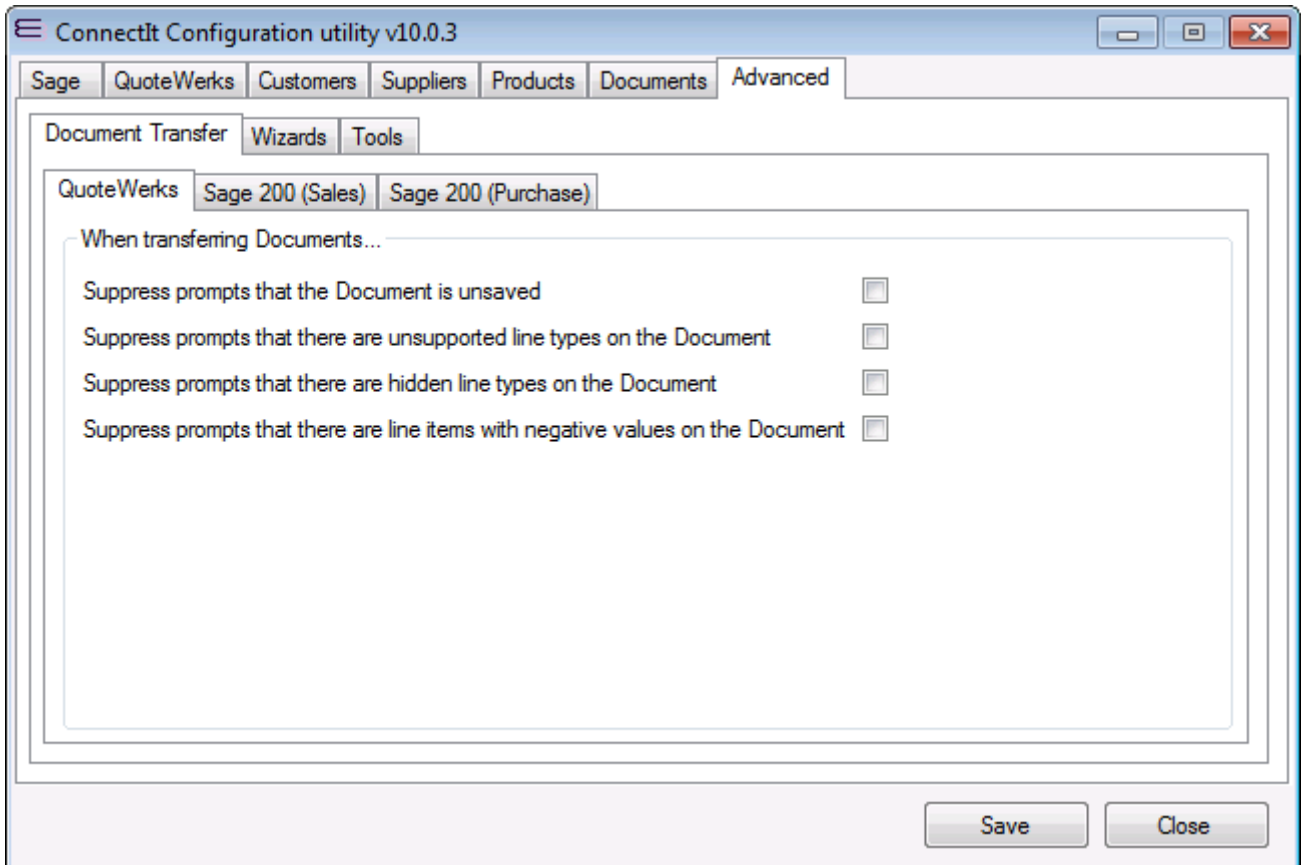 ConnectIt Configuration utility v10.0.3
Sage QuoteWerks Customers Suppliers Products Documents Advanced
Document Transfer Wizards Tools
QuoteWerks Sage 200 (Sales) Sage 200 (Purchase)
When transferring Documents...
Suppress prompts that the Document is unsaved
Suppress prompts that there are unsupported line types on the Document
Suppress prompts that there are hidden line types on the Document
Suppress prompts that there are line items with negative values on the Document
Save Close